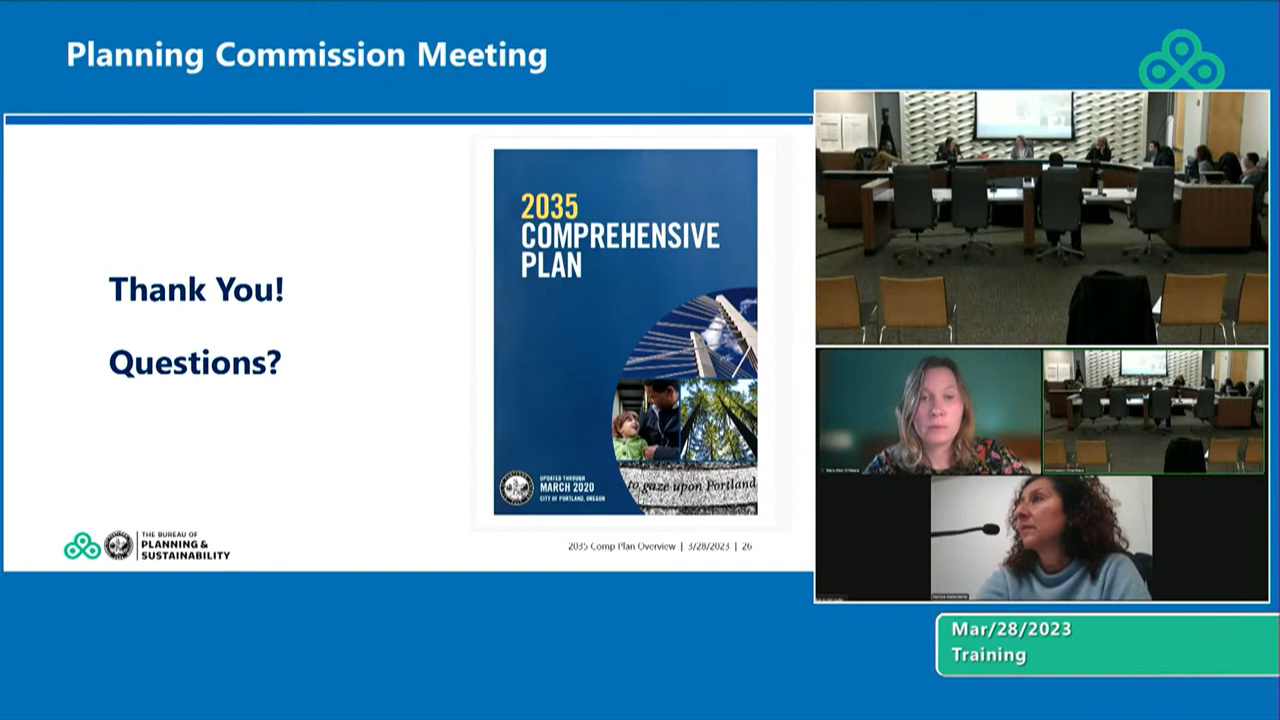 Planning Commission Meeting
Thank You!
Questions?
2035
COMPREHENSIVE
PLAN
UPDATED THROUGH
MARCH 2020
CITY OF PORTLAND, OREGON
to gaze upon Portland
THE BUREAU OF
PLANNING &
SUSTAINABILITY
2035 Comp Plan Overview | 3/28/2023 | 26
Mar/28/2023
Training